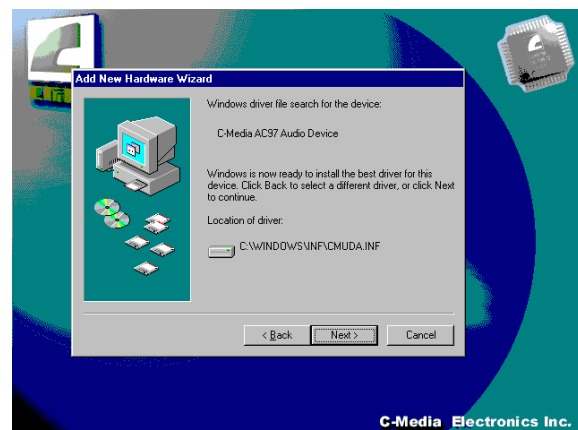 Add New Hardware Wizard
Windows driver file search for the device:
C-Media AC97 Audio Device
Windows is now ready to install the best driver for this
device. Click Back to select a different driver, or click Next
to continue.
Location of driver:
C:\WINDOWS\INF\CMUDA.INF
< Back
Next >
Cancel
C-Media Electronics Inc.